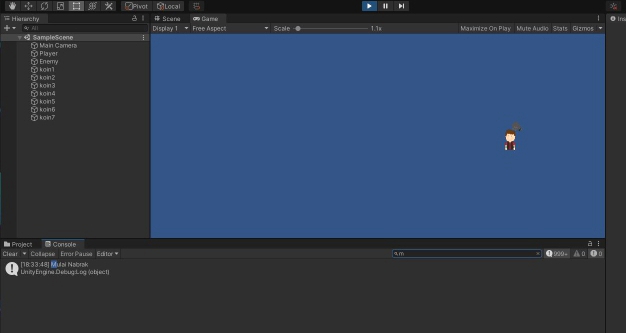 Pivot Local
Hierarchy
All
SampleScene
Main Camera
Player
Enemy
koin1
koin2
koin3
koin4
koin5
koin6
koin7
Scene Game
Display 1 Free Aspect Scale 1.1x Maximize On Play Mute Audio Stats Gizmos
Ins
Project Console
Clear Collapse Error Pause Editor m 999+ 0 0
[18:33:48] Mulai Nabrak
UnityEngine.Debug:Log (object)